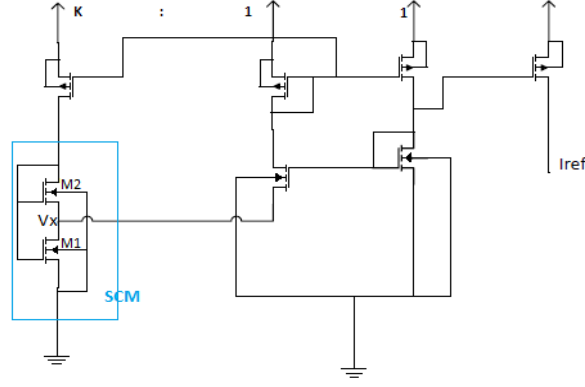 K : 1 1
M2
Vx
M1
Iref
SCM